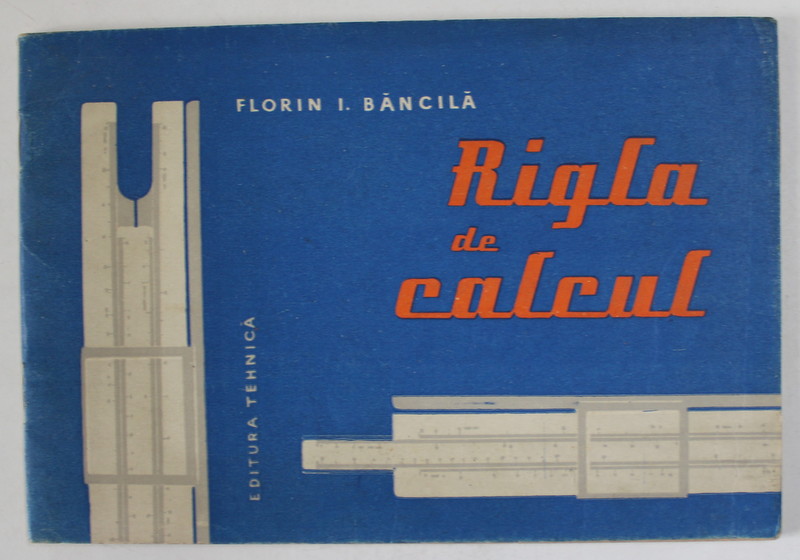 FLORIN I. BĂNCILĂ
Rigla
de
calcul
EDITURA TEHNICĂ